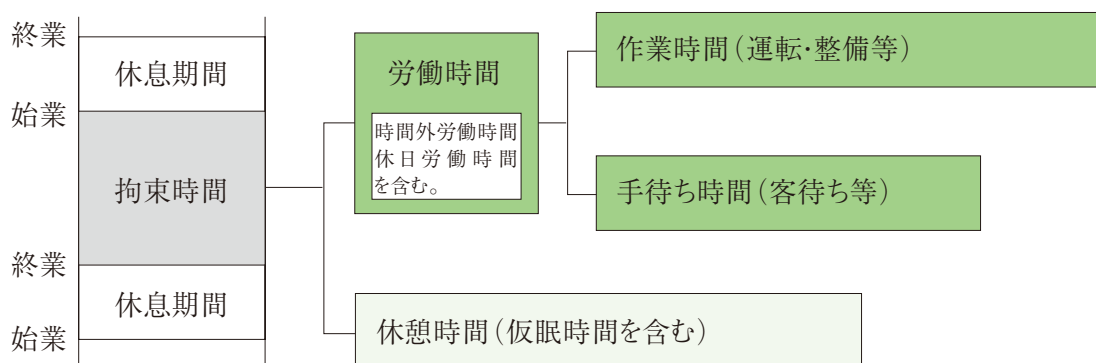 終業
休息期間
始業
拘束時間
終業
休息期間
始業
労働時間
時間外労働時間
休日労働時間
を含む。
作業時間(運転・整備等)
手待ち時間(客待ち等)
休憩時間(仮眠時間を含む)